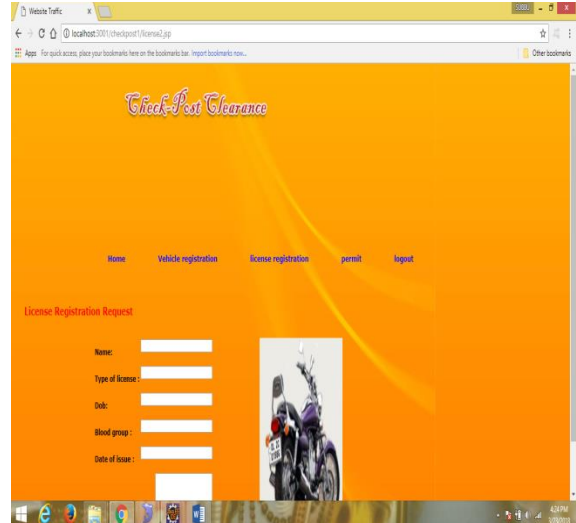 Website Traffic
localhost:5001/checkpost1/license2.jsp
Apps For quick access, place your bookmarks here on the bookmarks bar. Import bookmarks now... Other bookmarks
Check-Post Clearance
Home Vehicle registration license registration permit logout
License Registration Request
Name:
Type of license :
Dob:
Blood group :
Date of issue :
4:24 PM